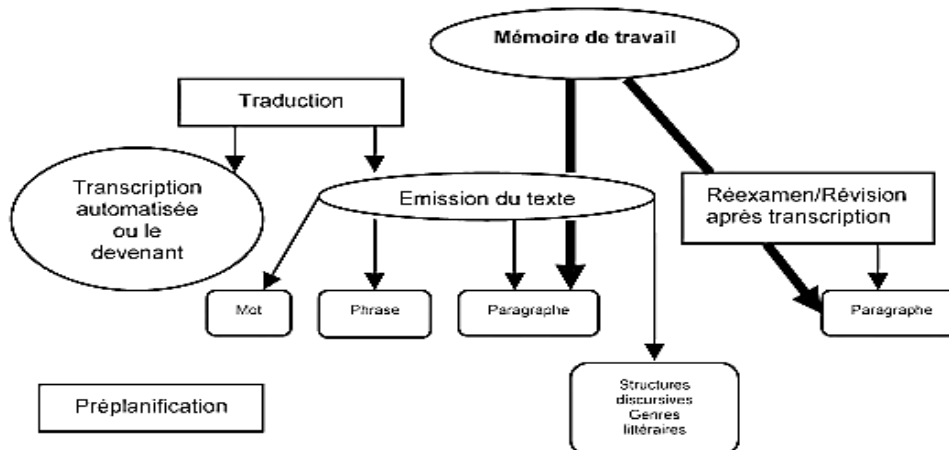 Mémoire de travail
Traduction
Transcription
automatisée
ou le
devenant
Emission du texte
Réexamen/Révision
après transcription
Mot
Phrase
Paragraphe
Paragraphe
Structures
discursives
Genres
littéraires
Préplanification